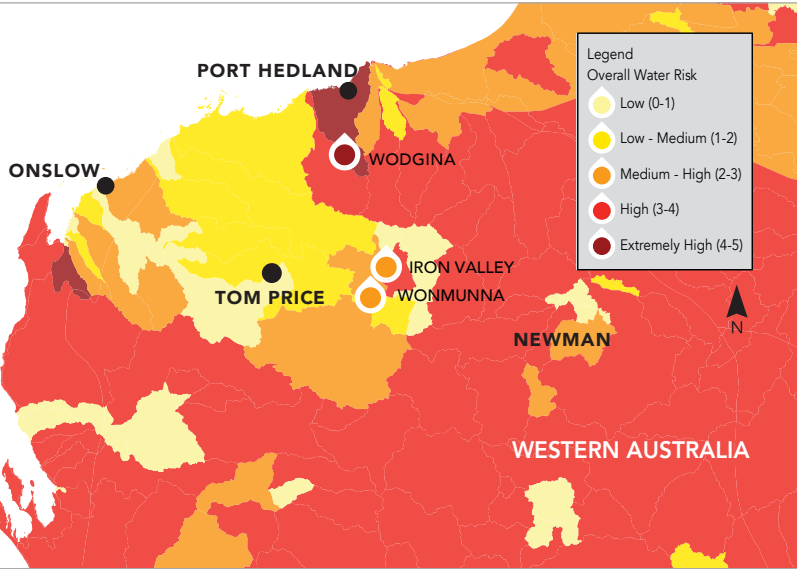 Legend
Overall Water Risk
Low (0-1)
Low - Medium (1-2)
Medium - High (2-3)
High (3-4)
Extremely High (4-5)
PORT HEDLAND
WODGINA
ONSLOW
IRON VALLEY
TOM PRICE
WONMUNNA
N
NEWMAN
WESTERN AUSTRALIA